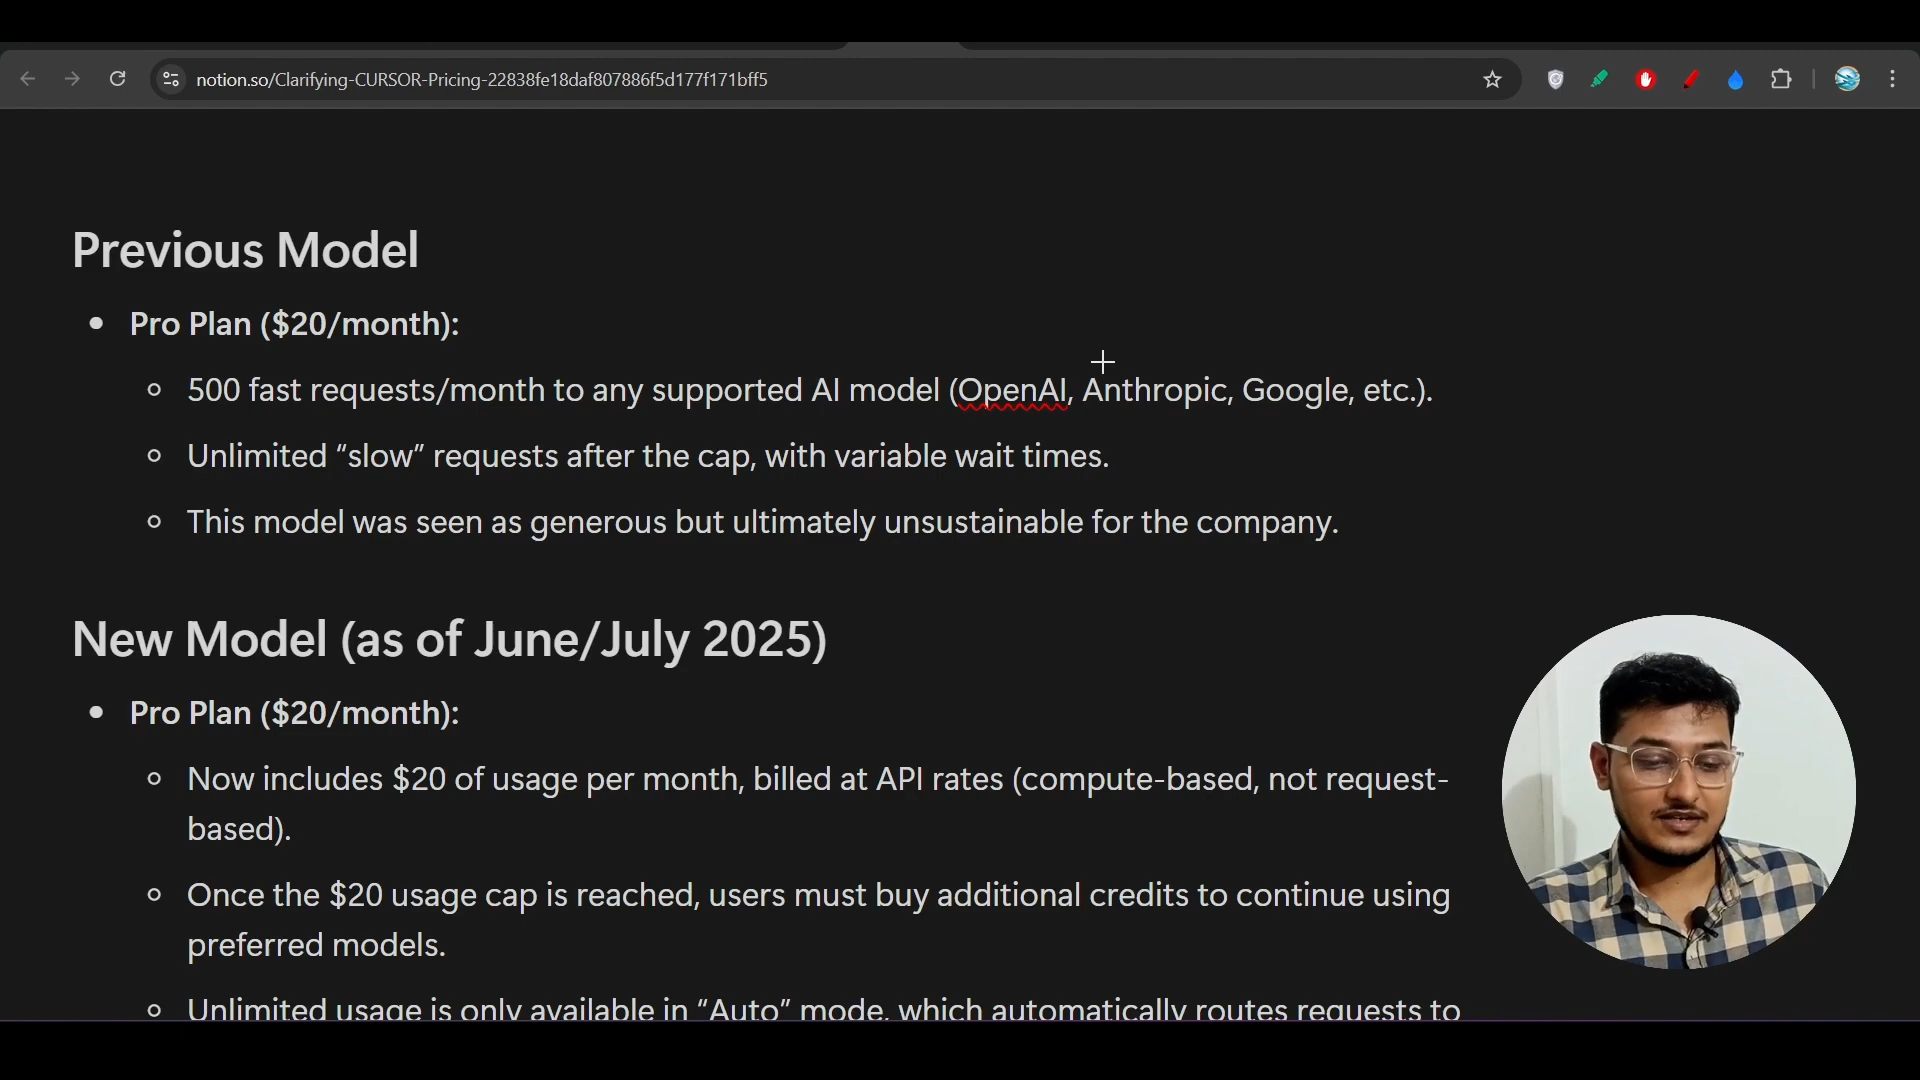 notion.so/Clarifying-CURSOR-Pricing-22838fe18daf807886f5d177f171bff5
Previous Model
Pro Plan ($20/month):
500 fast requests/month to any supported AI model (OpenAI, Anthropic, Google, etc.).
Unlimited “slow” requests after the cap, with variable wait times.
This model was seen as generous but ultimately unsustainable for the company.
New Model (as of June/July 2025)
Pro Plan ($20/month):
Now includes $20 of usage per month, billed at API rates (compute-based, not request-
based).
Once the $20 usage cap is reached, users must buy additional credits to continue using
preferred models.
Unlimited usage is only available in “Auto” mode, which automatically routes requests to